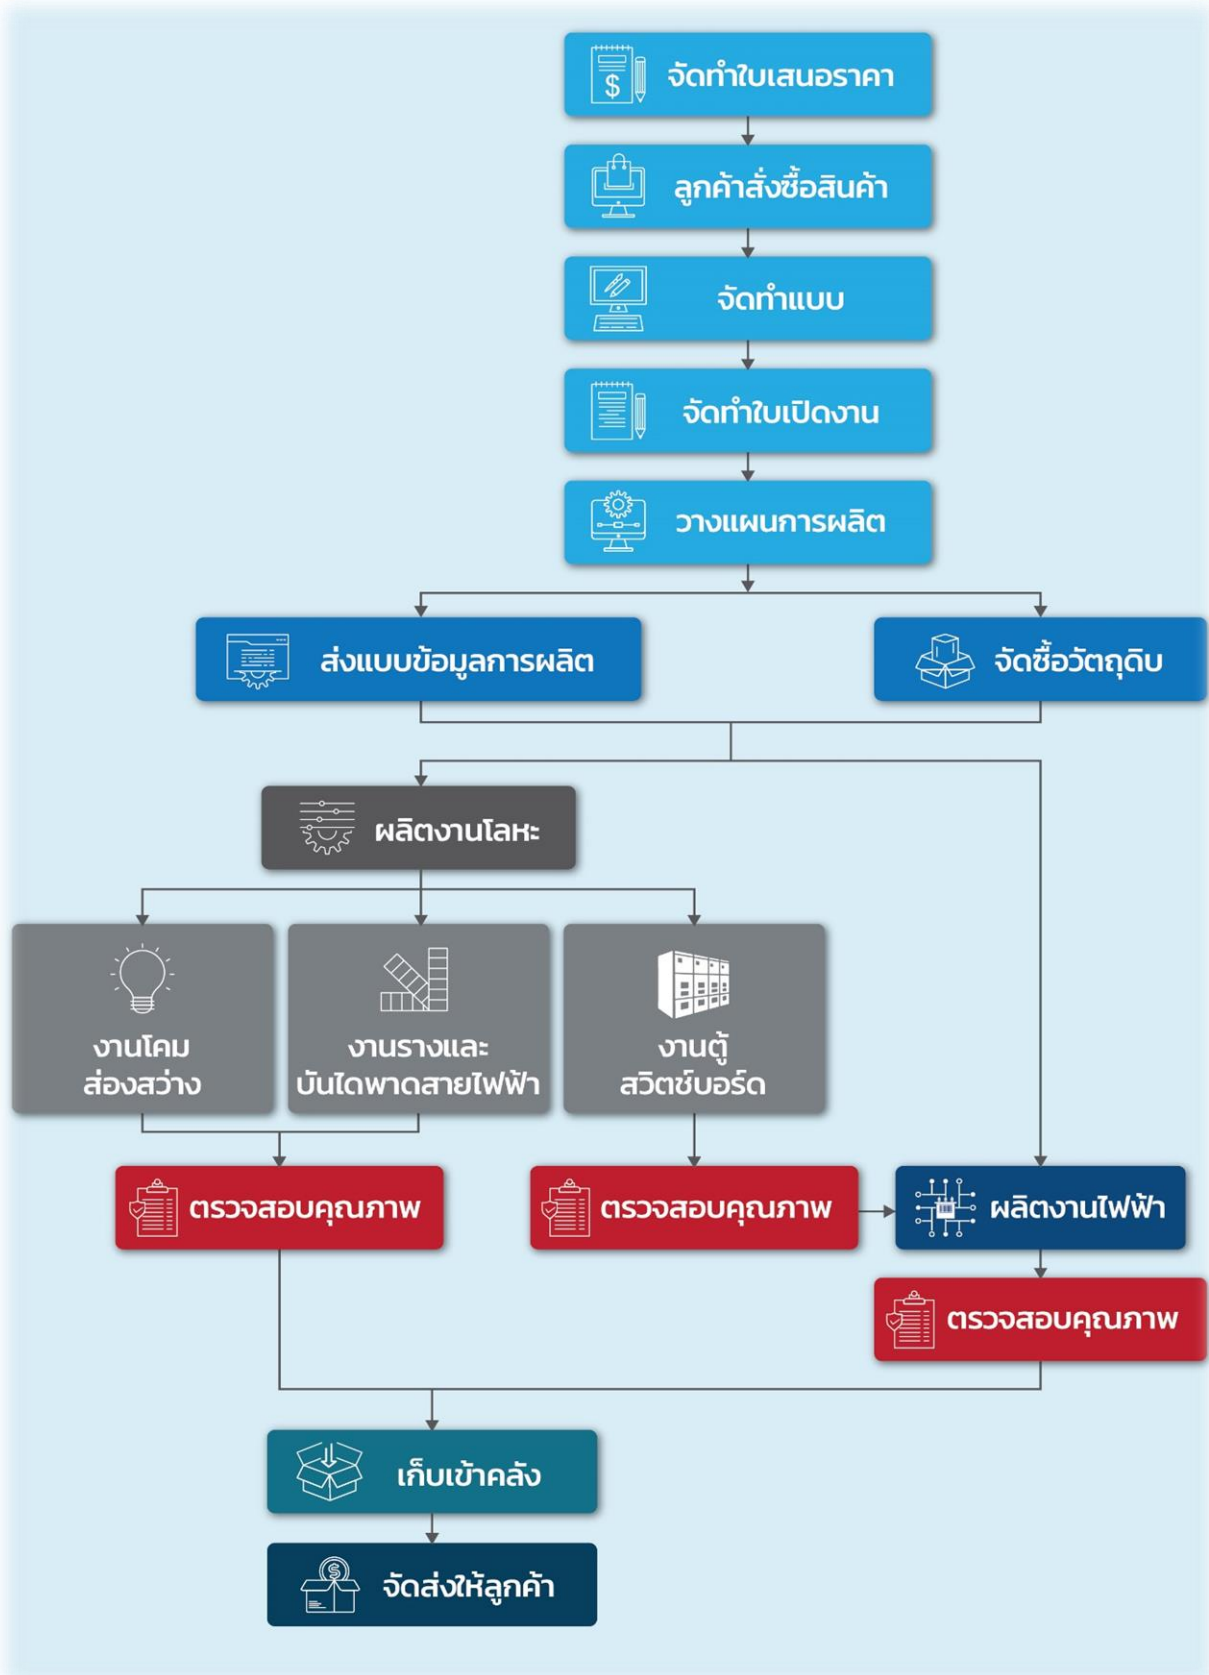 จัดทำใบเสนอราคา
ลูกค้าสั่งซื้อสินค้า
จัดทำแบบ
จัดทำใบเปิดงาน
วางแผนการผลิต
ส่งแบบข้อมูลการผลิต
จัดซื้อวัตถุดิบ
ผลิตงานโลหะ
งานโคม
ส่องสว่าง
งานรางและ
บันไดพาดสายไฟฟ้า
งานตู้
สวิตช์บอร์ด
ตรวจสอบคุณภาพ
ตรวจสอบคุณภาพ
ผลิตงานไฟฟ้า
ตรวจสอบคุณภาพ
เก็บเข้าคลัง
จัดส่งให้ลูกค้า